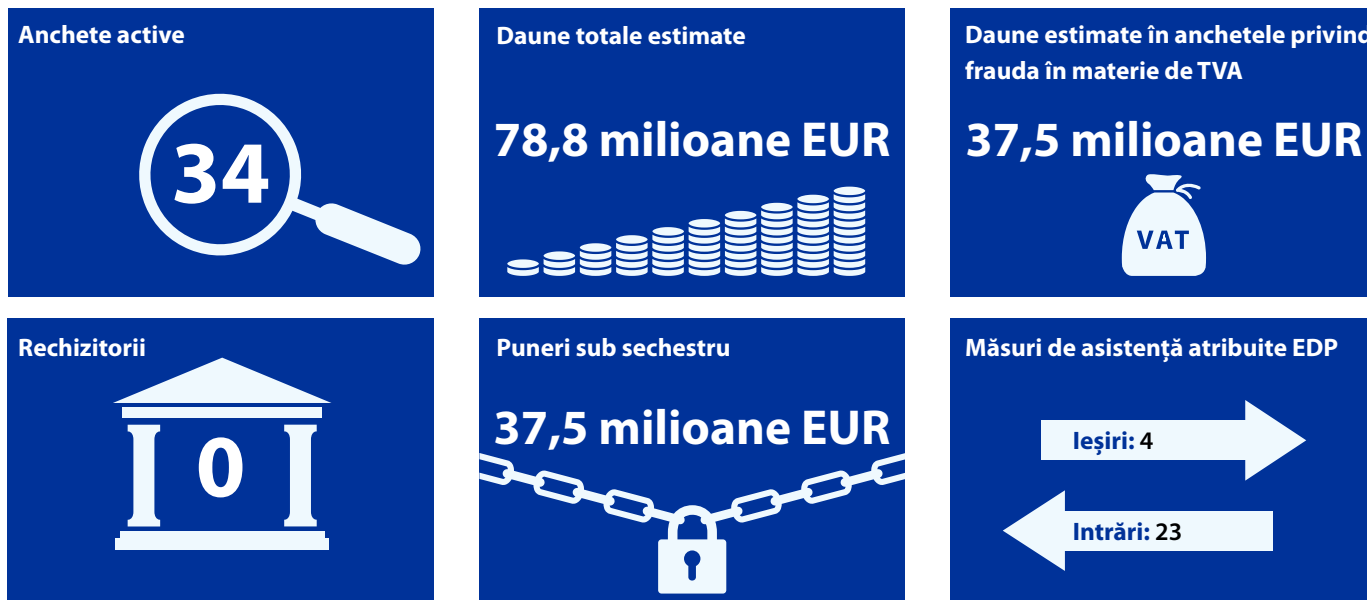 Anchete active
34
Daune totale estimate
78,8 milioane EUR
Daune estimate în anchetele privind
frauda în materie de TVA
37,5 milioane EUR
VAT
Rechizitorii
0
Puneri sub sechestru
37,5 milioane EUR
Măsuri de asistență atribuite EDP
Ieșiri: 4
Intrări: 23